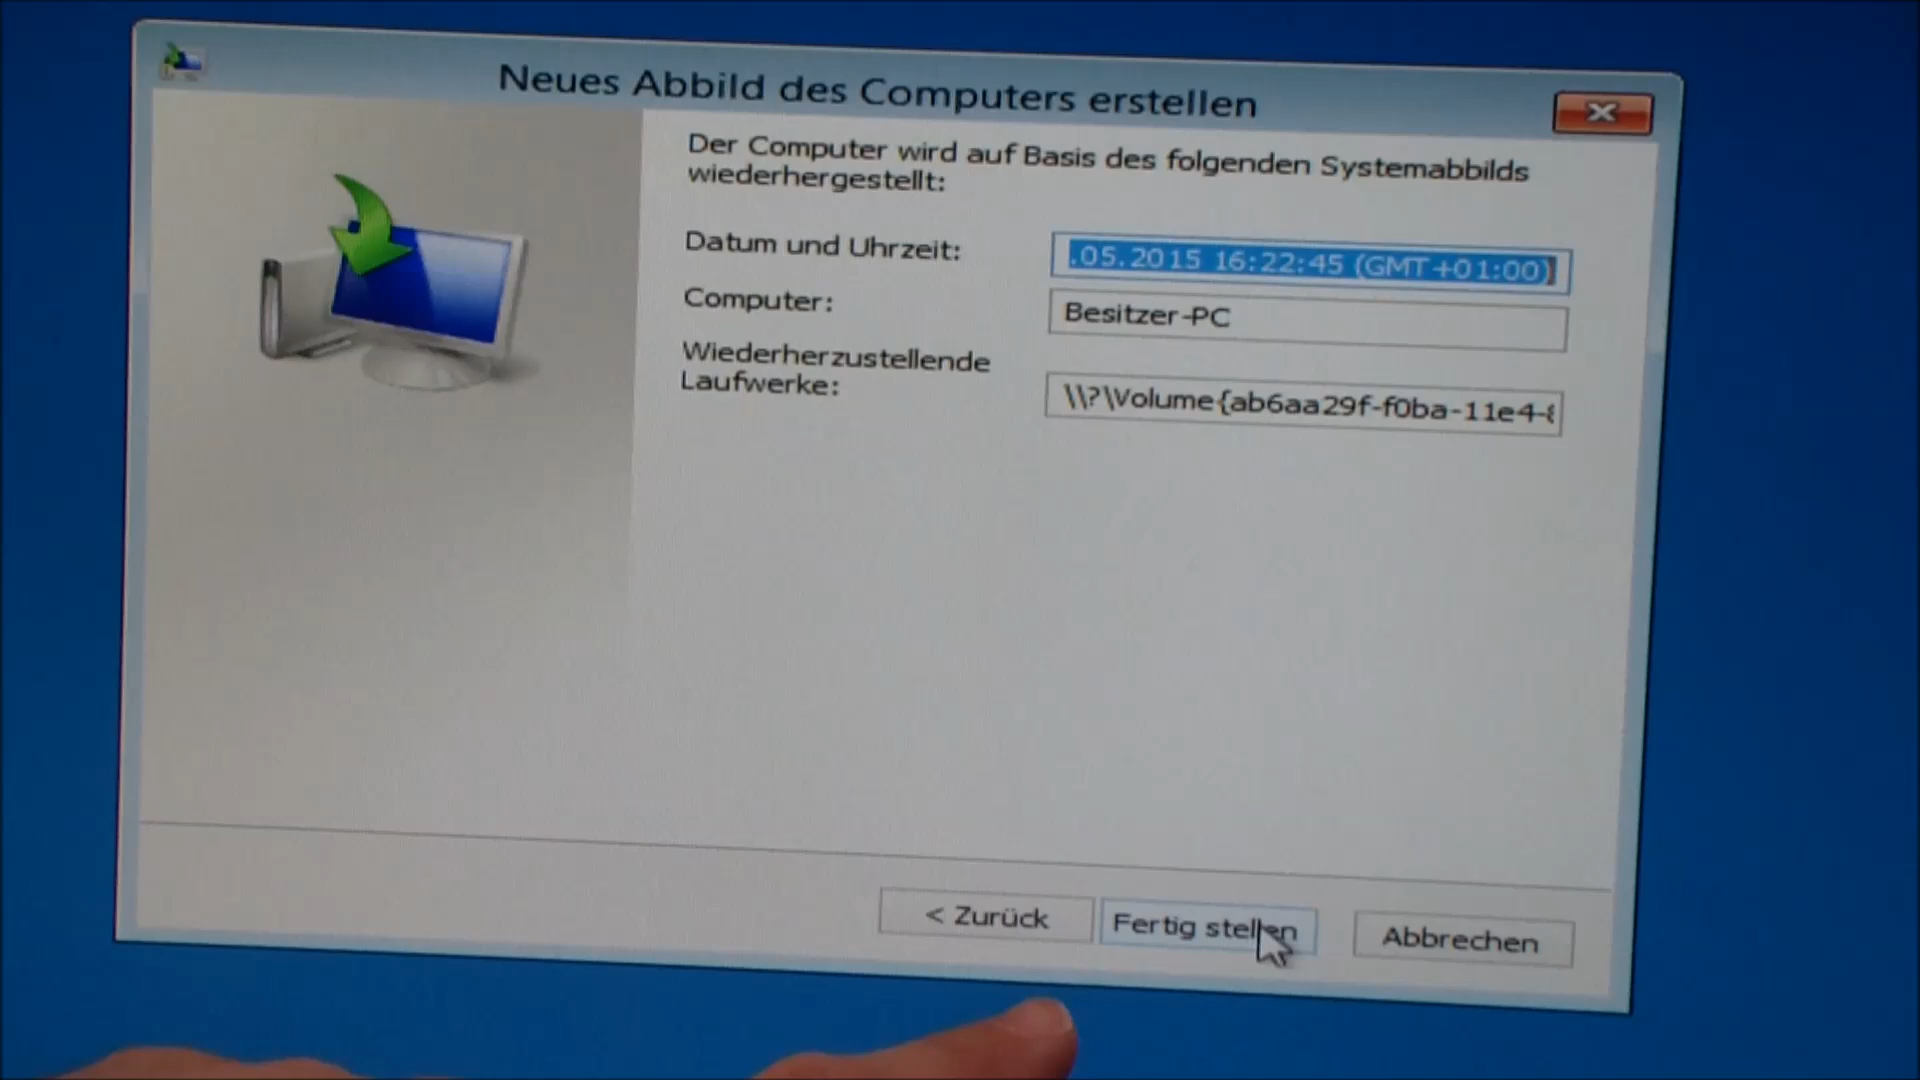 Neues Abbild des Computers erstellen
Der Computer wird auf Basis des folgenden Systemabbilds
wiederhergestellt:
Datum und Uhrzeit: .05.2015 16:22:45 (GMT+01:00)
Computer: Besitzer-PC
Wiederherzustellende
Laufwerke: \\?\Volume{ab6aa29f-f0ba-11e4-
< Zurück Fertig stellen Abbrechen